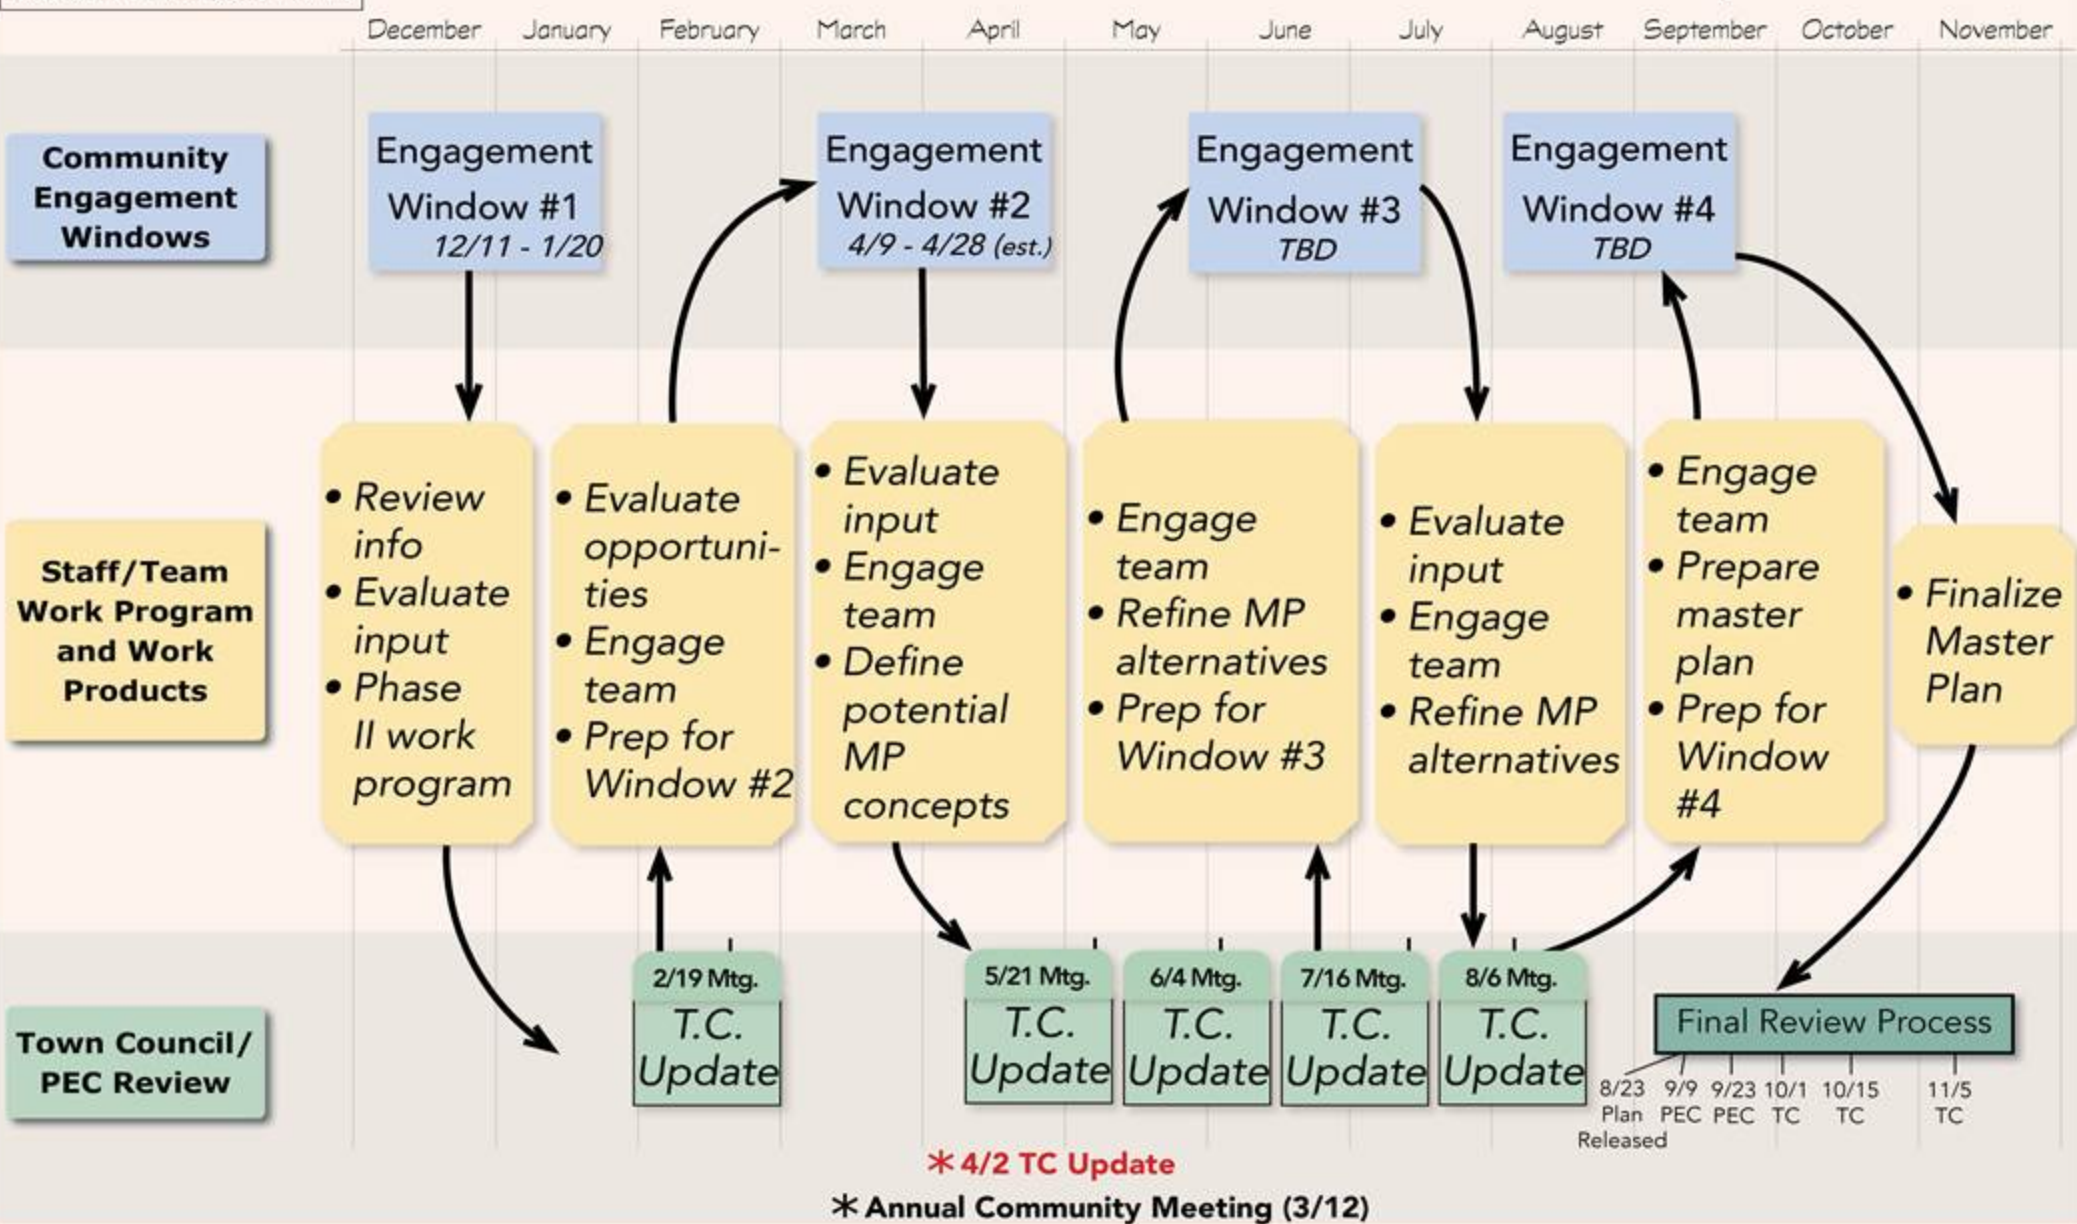 December January February March April May June July August September October November
Community
Engagement
Windows
Engagement
Window #1
12/11 - 1/20
Engagement
Window #2
4/9 - 4/28 (est.)
Engagement
Window #3
TBD
Engagement
Window #4
TBD
Staff/Team
Work Program
and Work
Products
• Review
info
• Evaluate
input
• Phase
II work
program
• Evaluate
opportuni-
ties
• Engage
team
• Prep for
Window #2
• Evaluate
input
• Engage
team
• Define
potential
MP
concepts
• Engage
team
• Refine MP
alternatives
• Prep for
Window #3
• Evaluate
input
• Engage
team
• Refine MP
alternatives
• Engage
team
• Prepare
master
plan
• Prep for
Window
#4
• Finalize
Master
Plan
Town Council/
PEC Review
2/19 Mtg.
T.C.
Update
5/21 Mtg.
T.C.
Update
6/4 Mtg.
T.C.
Update
7/16 Mtg.
T.C.
Update
8/6 Mtg.
T.C.
Update
Final Review Process
8/23
Plan
Released
9/9
PEC
9/23
PEC
10/1
TC
10/15
TC
11/5
TC
* 4/2 TC Update
* Annual Community Meeting (3/12)